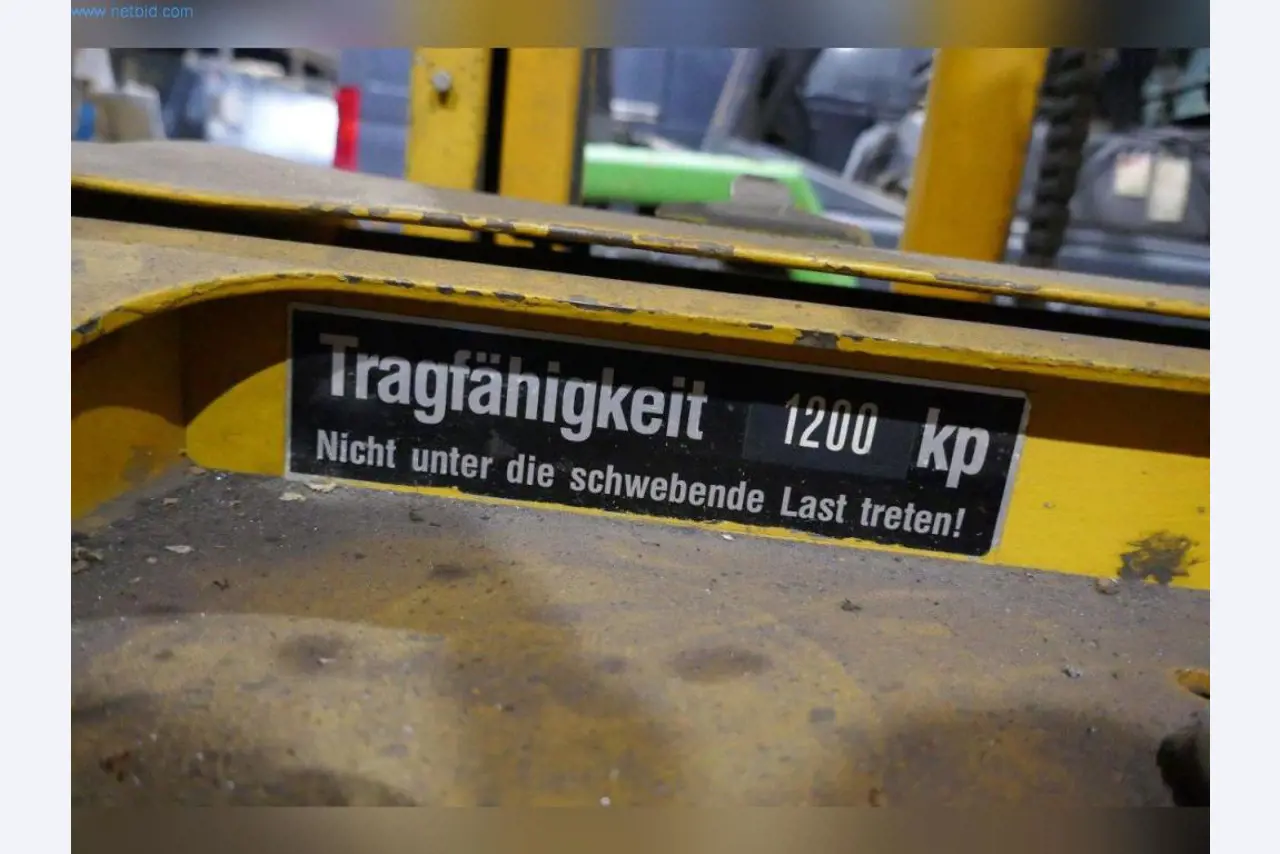 www.netbid.com
Tragfähigkeit 1200 kp
Nicht unter die schwebende Last treten!